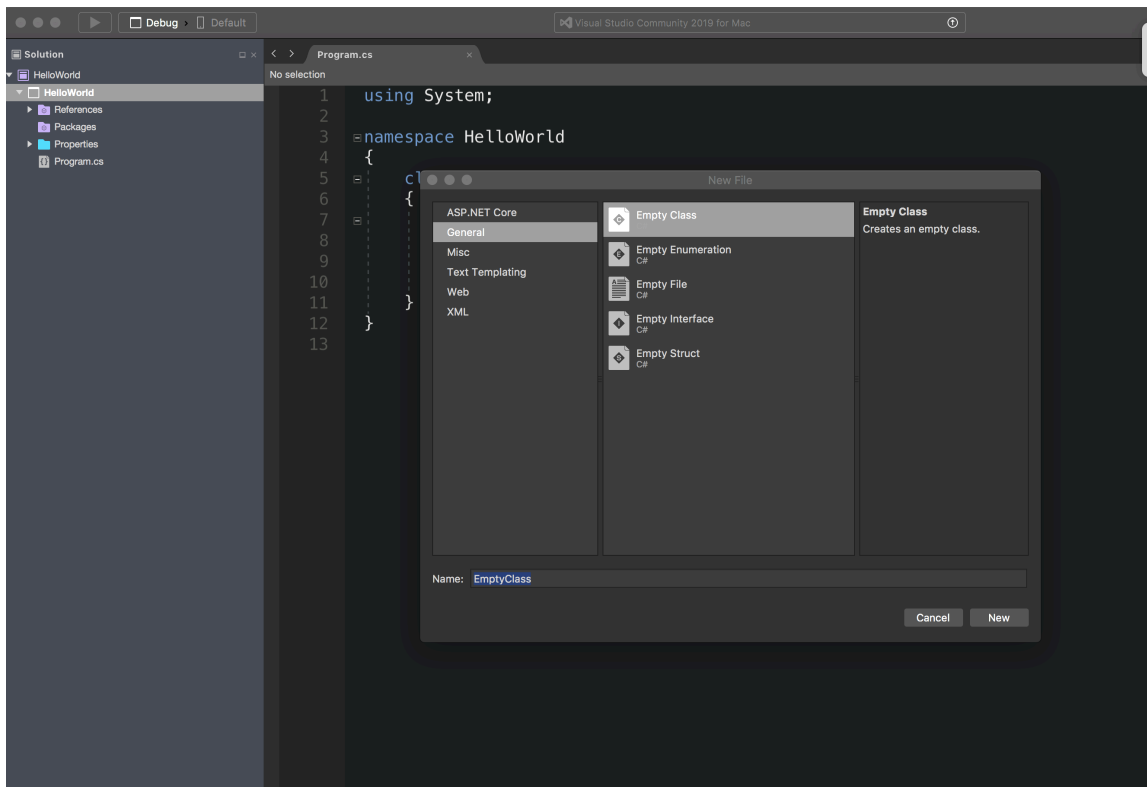 Debug › Default
Visual Studio Community 2019 for Mac
Solution
HelloWorld
HelloWorld
References
Packages
Properties
Program.cs
Program.cs
No selection
1 using System;
2
3 namespace HelloWorld
4 {
5 cl
6 {
7
8
9
10
11 }
12 }
13
New File
ASP.NET Core
General
Misc
Text Templating
Web
XML
Empty Class
Empty Enumeration
C#
Empty File
C#
Empty Interface
C#
Empty Struct
C#
Empty Class
Creates an empty class.
Name: EmptyClass
Cancel New